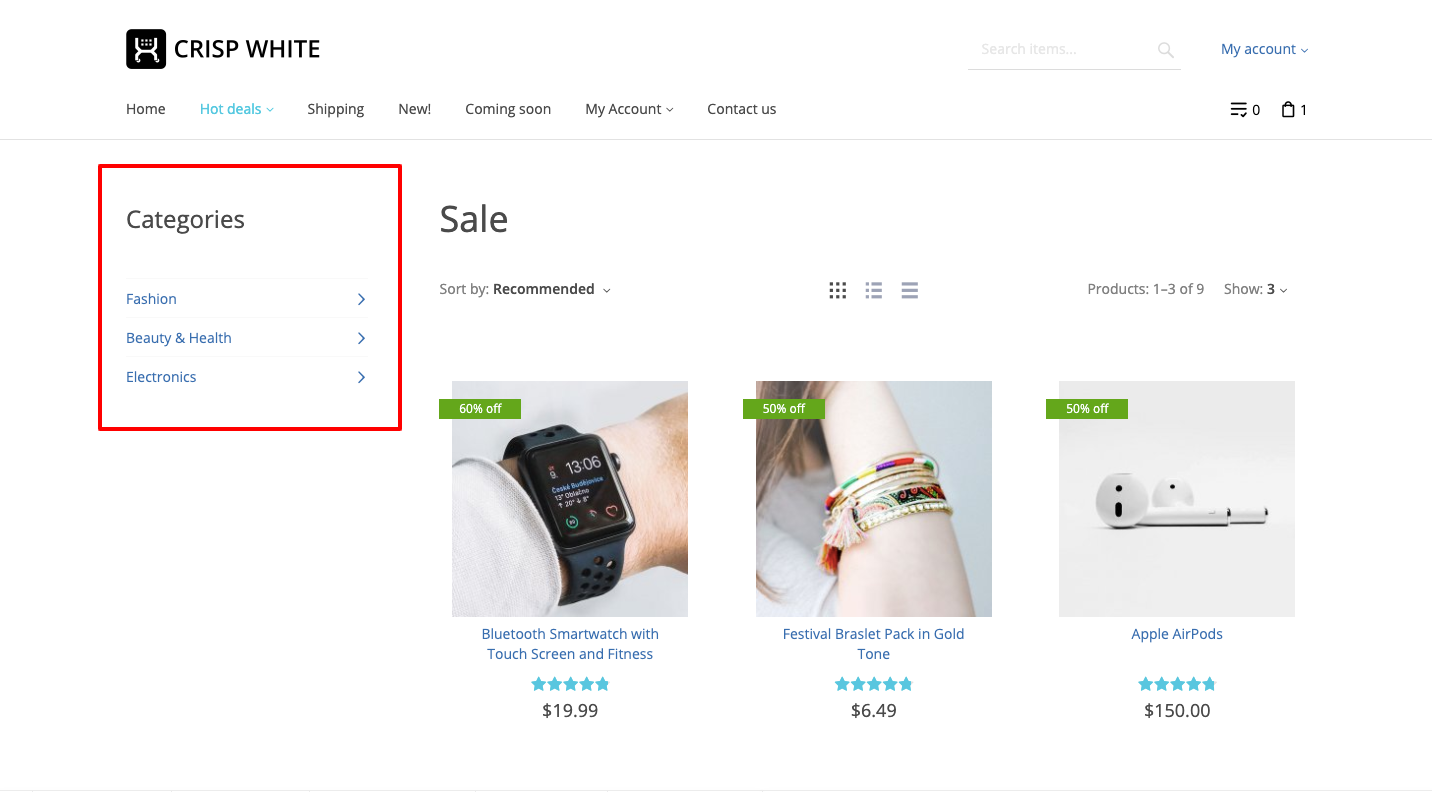 CRISP WHITE
Search items...
My account
Home
Hot deals
Shipping
New!
Coming soon
My Account
Contact us
0
1
Categories
Fashion
Beauty & Health
Electronics
Sale
Sort by: Recommended
Products: 1–3 of 9
Show: 3
60% off
13:06
9
České Budějovice
13° Oblačno
↑ 20° ↓ 8°
Bluetooth Smartwatch with
Touch Screen and Fitness
$19.99
50% off
Festival Braslet Pack in Gold
Tone
$6.49
50% off
Apple AirPods
$150.00